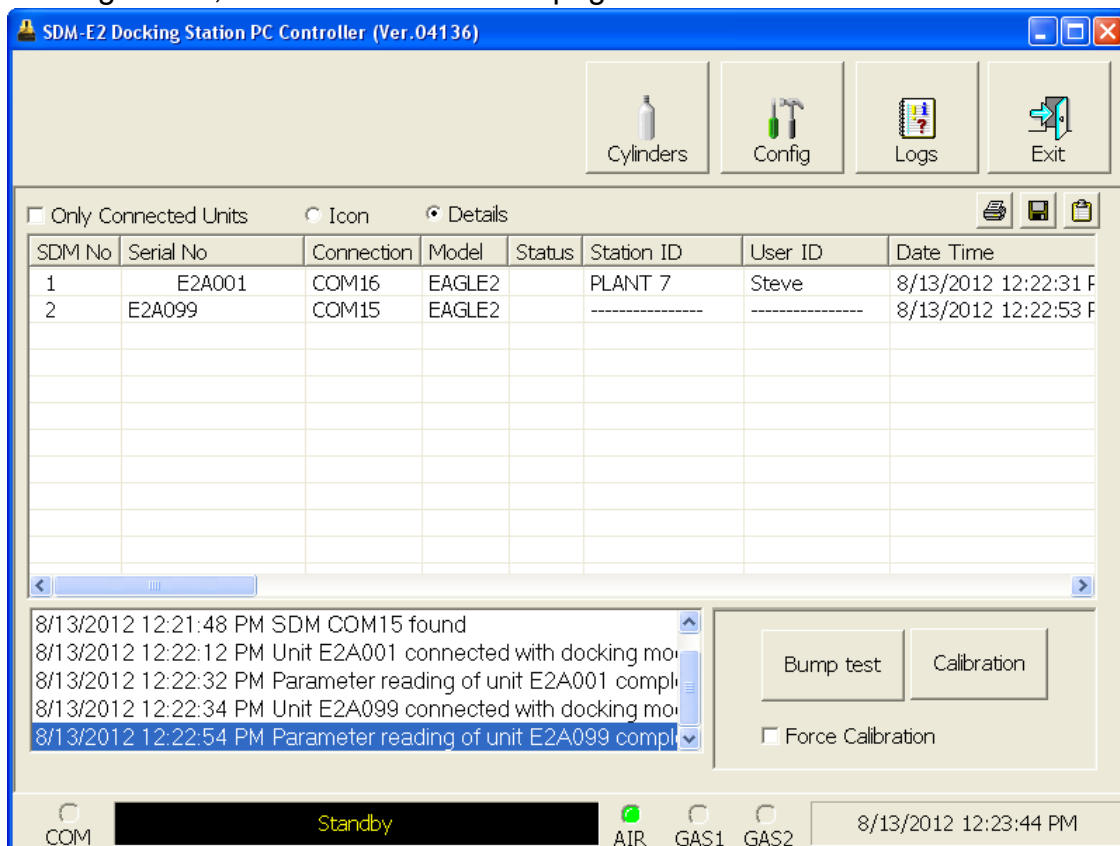 SDM-E2 Docking Station PC Controller (Ver.04136)
Cylinders Config Logs Exit
Only Connected Units Icon Details
SDM No Serial No Connection Model Status Station ID User ID Date Time
1 E2A001 COM16 EAGLE2 PLANT 7 Steve 8/13/2012 12:22:31
2 E2A099 COM15 EAGLE2 ---------------- ---------------- 8/13/2012 12:22:53
8/13/2012 12:21:48 PM SDM COM15 found
8/13/2012 12:22:12 PM Unit E2A001 connected with docking
8/13/2012 12:22:32 PM Parameter reading of unit E2A001
8/13/2012 12:22:34 PM Unit E2A099 connected with docking
8/13/2012 12:22:54 PM Parameter reading of unit E2A099
Bump test Calibration
Force Calibration
COM Standby AIR GAS1 GAS2 8/13/2012 12:23:44 PM